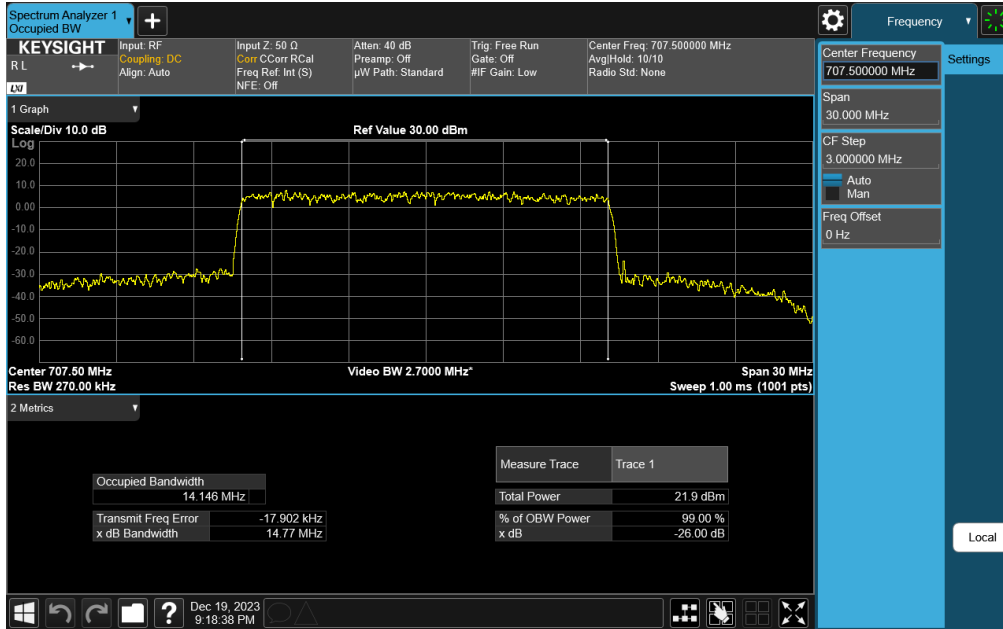 Spectrum Analyzer 1
Occupied BW
+
Frequency
KEYSIGHT
R L
LXI
Input: RF
Coupling: DC
Align: Auto
Input Z: 50 Ω
Corr CCorr RCal
Freq Ref: Int (S)
NFE: Off
Atten: 40 dB
Preamp: Off
µW Path: Standard
Trig: Free Run
Gate: Off
#IF Gain: Low
Center Freq: 707.500000 MHz
Avg|Hold: 10/10
Radio Std: None
Center Frequency
707.500000 MHz
Settings
Span
30.000 MHz
CF Step
3.000000 MHz
Auto
Man
Freq Offset
0 Hz
Local
1 Graph
Scale/Div 10.0 dB
Ref Value 30.00 dBm
Log
20.0
10.0
0.00
-10.0
-20.0
-30.0
-40.0
-50.0
-60.0
Center 707.50 MHz
Video BW 2.7000 MHz*
Span 30 MHz
Res BW 270.00 kHz
Sweep 1.00 ms (1001 pts)
2 Metrics
Occupied Bandwidth
14.146 MHz
Transmit Freq Error -17.902 kHz
x dB Bandwidth 14.77 MHz
Measure Trace Trace 1
Total Power 21.9 dBm
% of OBW Power 99.00 %
x dB -26.00 dB
?
Dec 19, 2023
9:18:38 PM